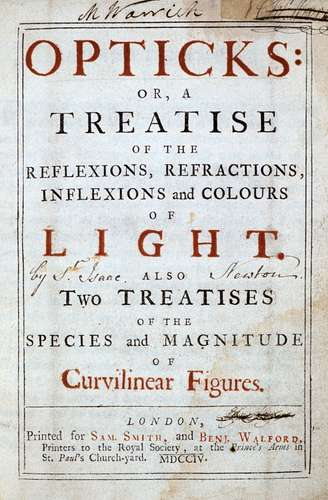 M Warwick
OPTICKS:
OR, A
TREATISE
OF THE
REFLEXIONS, REFRACTIONS,
INFLEXIONS and COLOURS
OF
LIGHT.
by Sr. Isaac ALSO Newton.
Two TREATISES
OF THE
SPECIES and MAGNITUDE
OF
Curvilinear Figures.
LONDON,
Printed for SAM. SMITH, and BENJ. WALFORD,
Printers to the Royal Society, at the Prince's Arms in
St. Paul's Church-yard. MDCCIV.